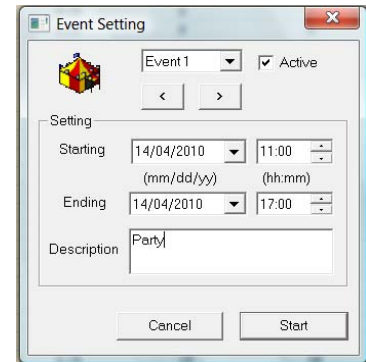 Event Setting
Event 1 Active
< >
Setting
Starting 14/04/2010 11:00
(mm/dd/yy) (hh:mm)
Ending 14/04/2010 17:00
Description Party
Cancel Start